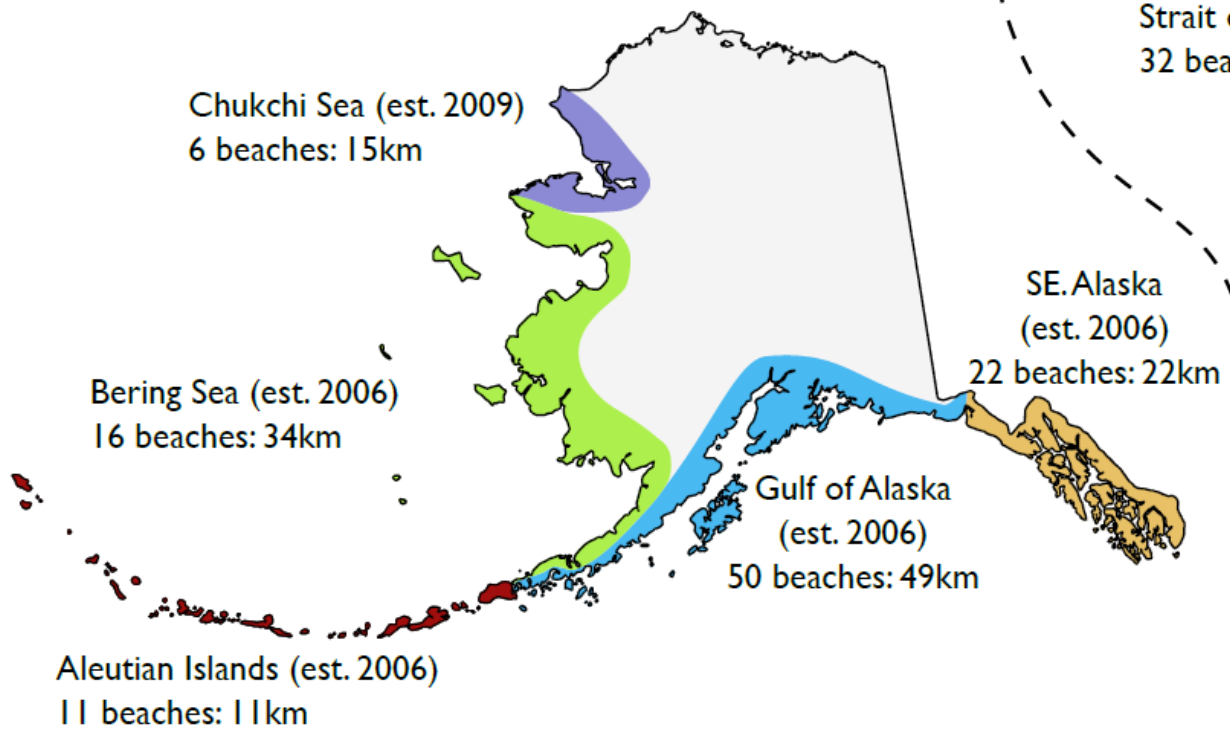 Strait
32
Chukchi Sea (est. 2009)
6 beaches: 15km
SE. Alaska
(est. 2006)
22 beaches: 22km
Bering Sea (est. 2006)
16 beaches: 34km
Gulf of Alaska
(est. 2006)
50 beaches: 49km
Aleutian Islands (est. 2006)
11 beaches: 11km